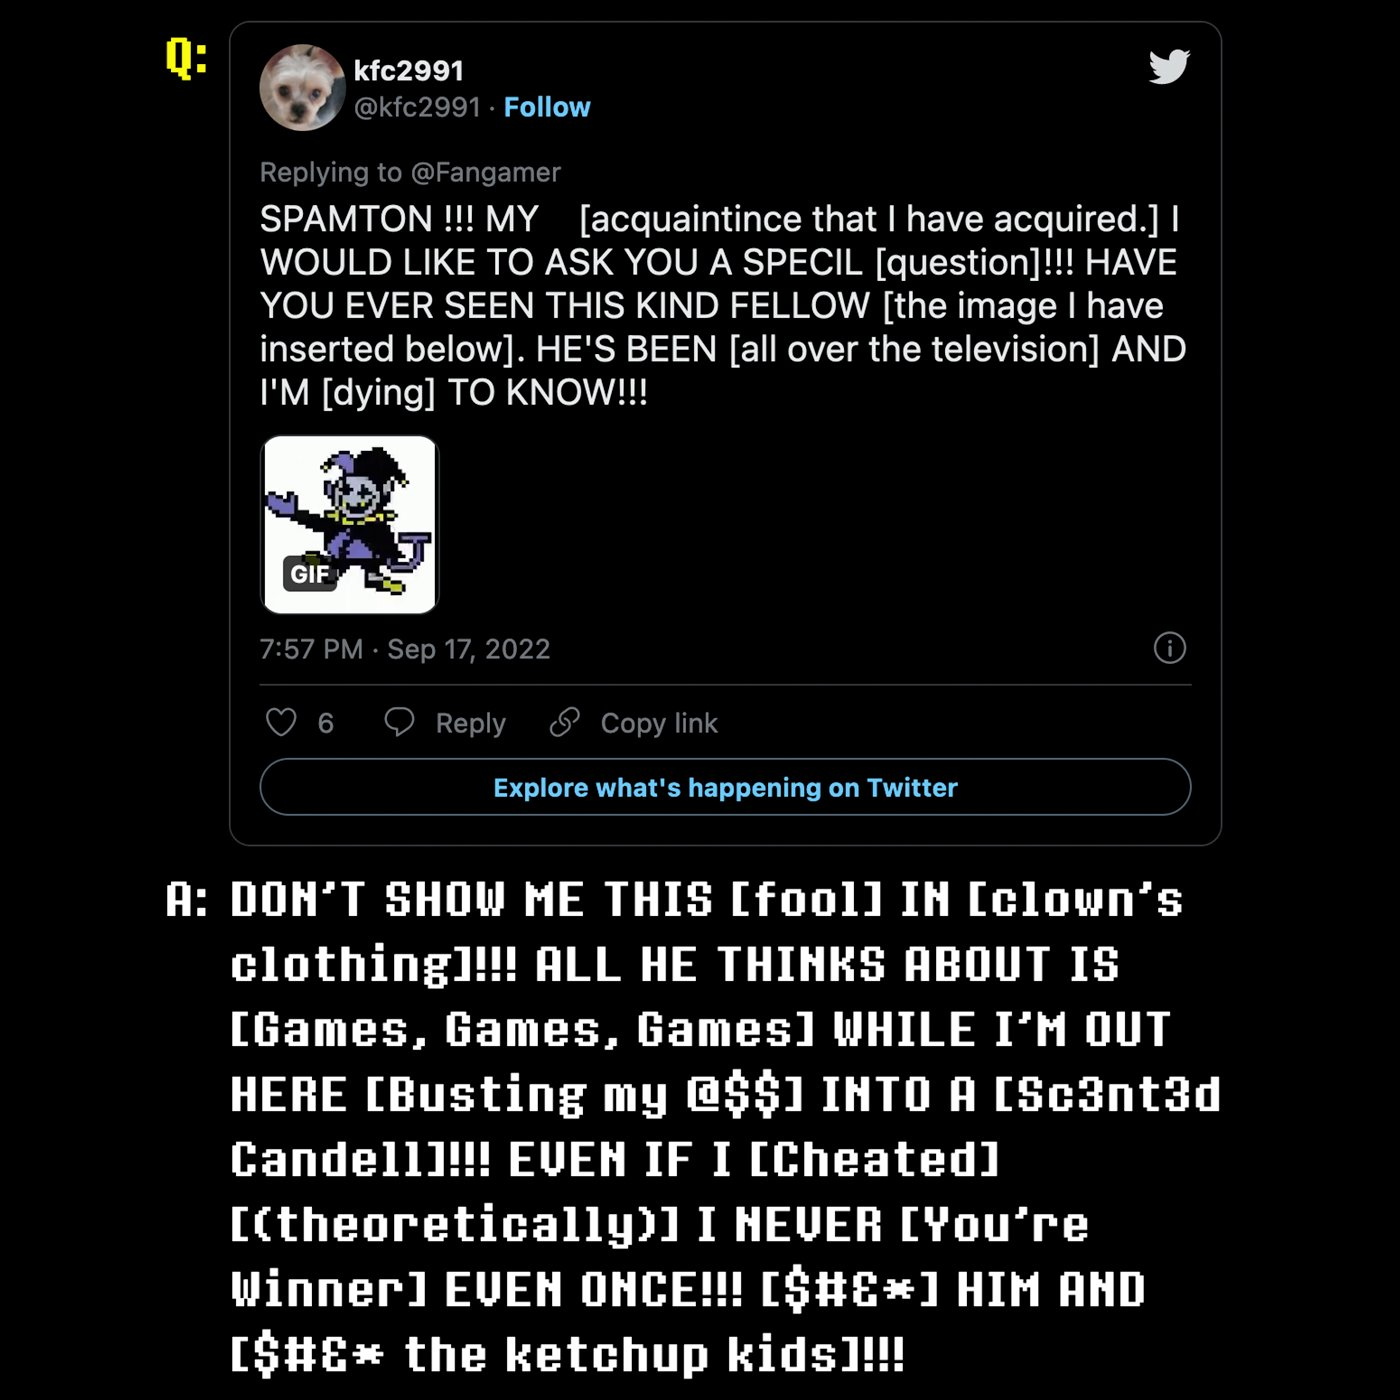 Q:
kfc2991
@kfc2991 · Follow
Replying to @Fangamer
SPAMTON !!! MY    [acquaintince that I have acquired.] I
WOULD LIKE TO ASK YOU A SPECIL [question]!!! HAVE
YOU EVER SEEN THIS KIND FELLOW [the image I have
inserted below]. HE'S BEEN [all over the television] AND
I'M [dying] TO KNOW!!!
GIF
7:57 PM · Sep 17, 2022
6 Reply Copy link
Explore what's happening on Twitter
A: DON'T SHOW ME THIS [fool] IN [clown's
clothing]!!! ALL HE THINKS ABOUT IS
[Games, Games, Games] WHILE I'M OUT
HERE [Busting my @$$] INTO A [Sc3nt3d
Candell]!!! EVEN IF I [Cheated]
[(theoretically)] I NEVER [You're
Winner] EVEN ONCE!!! [$#&*] HIM AND
[$#&* the ketchup kids]!!!